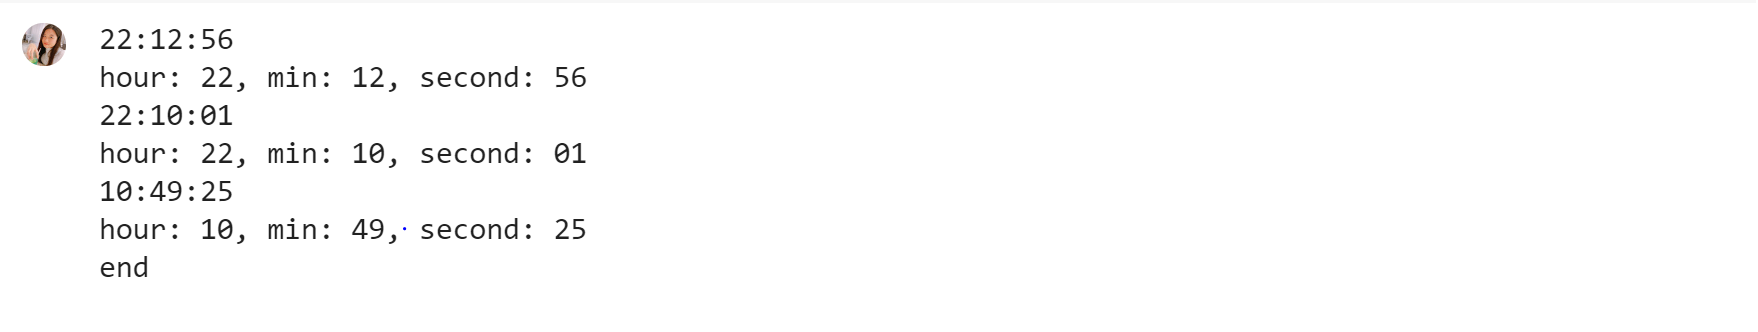 22:12:56
hour: 22, min: 12, second: 56
22:10:01
hour: 22, min: 10, second: 01
10:49:25
hour: 10, min: 49, second: 25
end